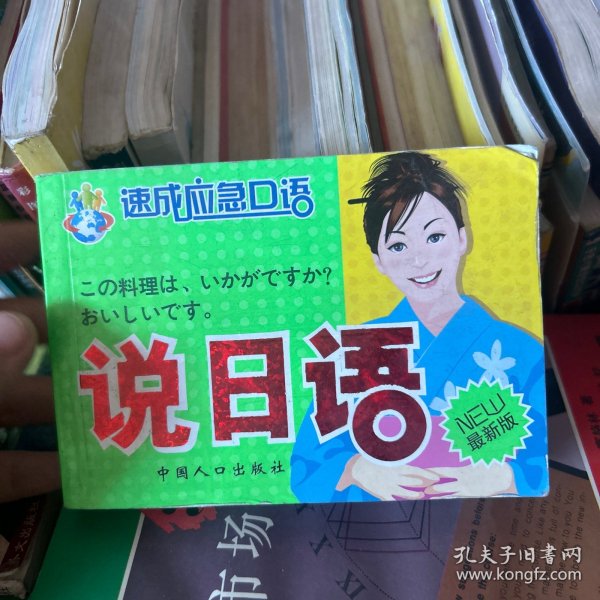 速成应急口语
この料理は、いかがですか?
おいしいです。
说日语
NEW
最新版
中国人口出版社
市场
孔夫子旧书网
www.kongfz.com